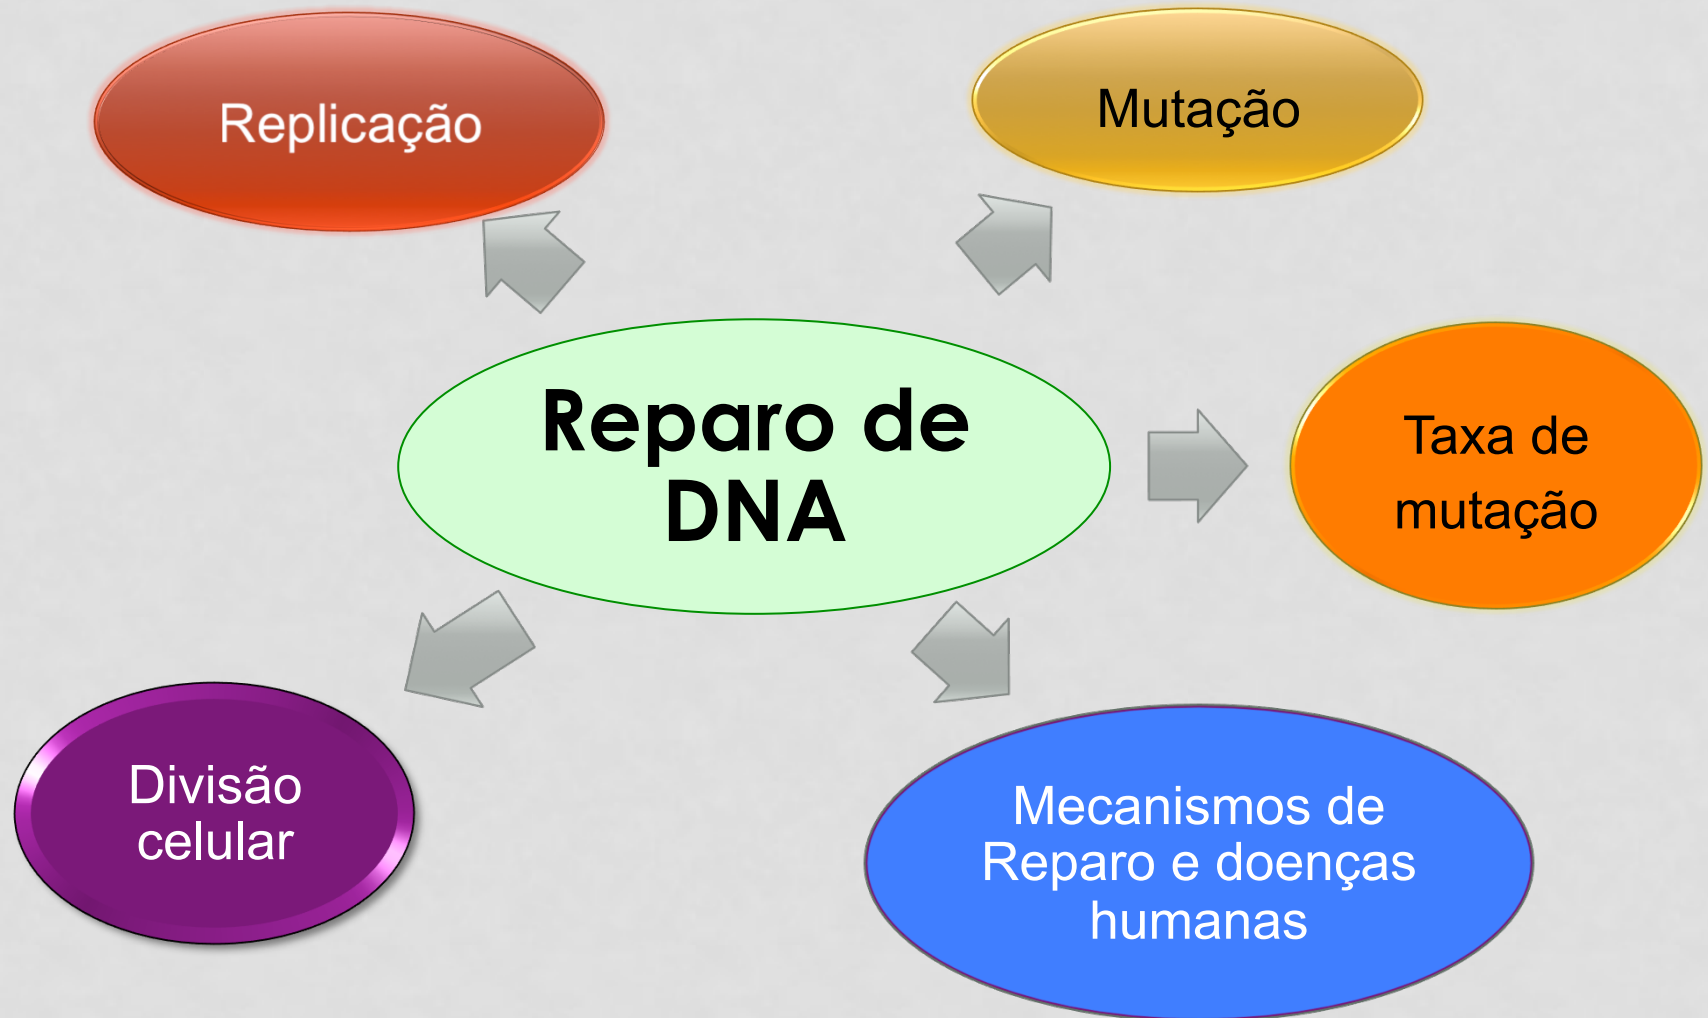 Replicação
Mutação
Reparo de
DNA
Taxa de
mutação
Divisão
celular
Mecanismos de
Reparo e doenças
humanas